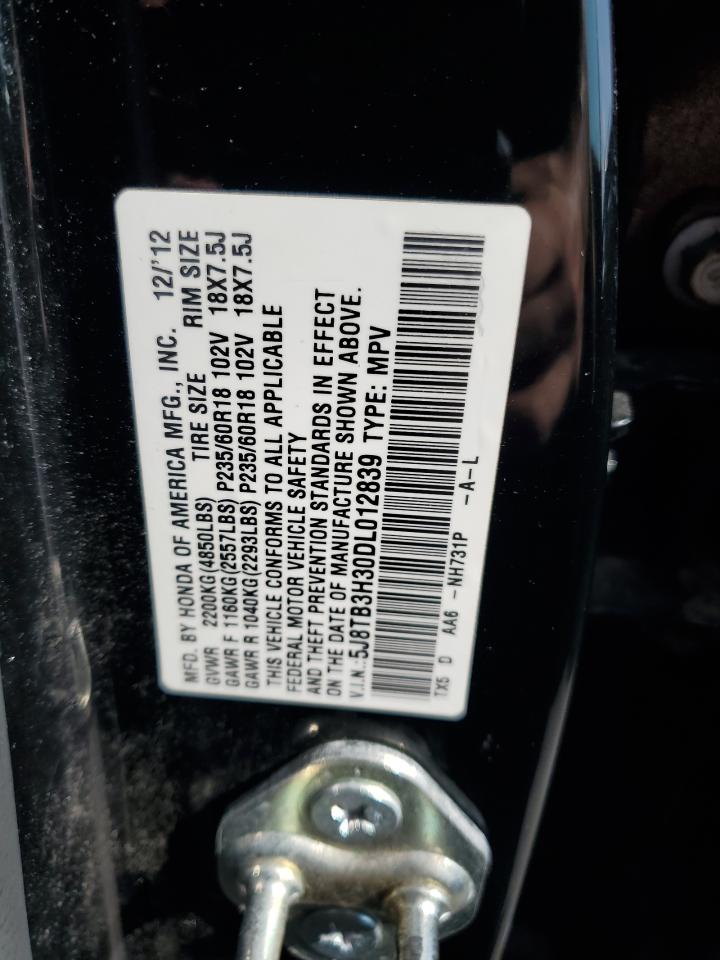 MFD. BY HONDA OF AMERICA MFG., INC. 12/'12
GVWR 2200KG(4850LBS) TIRE SIZE RIM SIZE
GAWR F 1160KG(2557LBS) P235/60R18 102V 18X7.5J
GAWR R 1040KG(2293LBS) P235/60R18 102V 18X7.5J
THIS VEHICLE CONFORMS TO ALL APPLICABLE
FEDERAL MOTOR VEHICLE SAFETY
AND THEFT PREVENTION STANDARDS IN EFFECT
ON THE DATE OF MANUFACTURE SHOWN ABOVE.
V.I.N.:5J8TB3H30DL012839 TYPE: MPV
TX5 D AA6 -NH731P -A-L